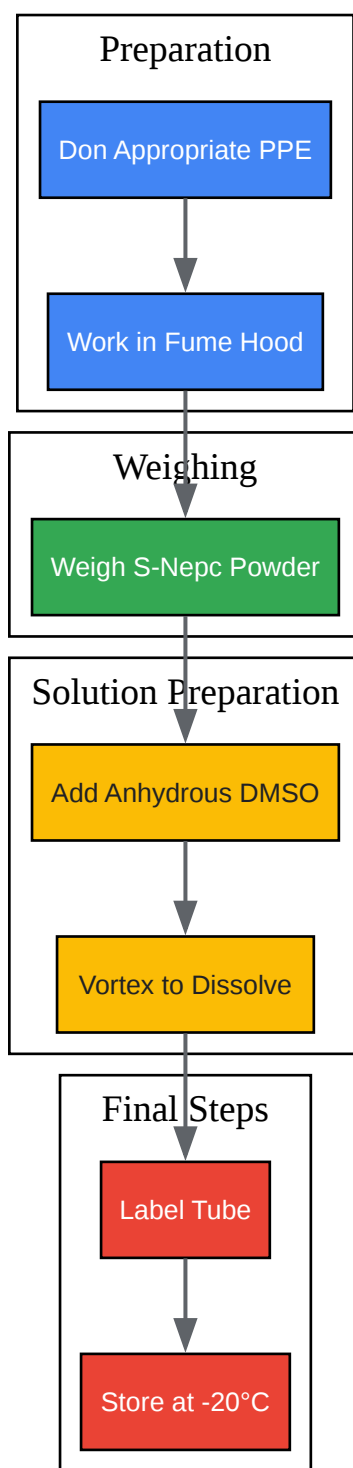 Preparation
Don Appropriate PPE
Work in Fume Hood
Weighing
Weigh S-Nepc Powder
Solution Preparation
Add Anhydrous DMSO
Vortex to Dissolve
Final Steps
Label Tube
Store at -20°C